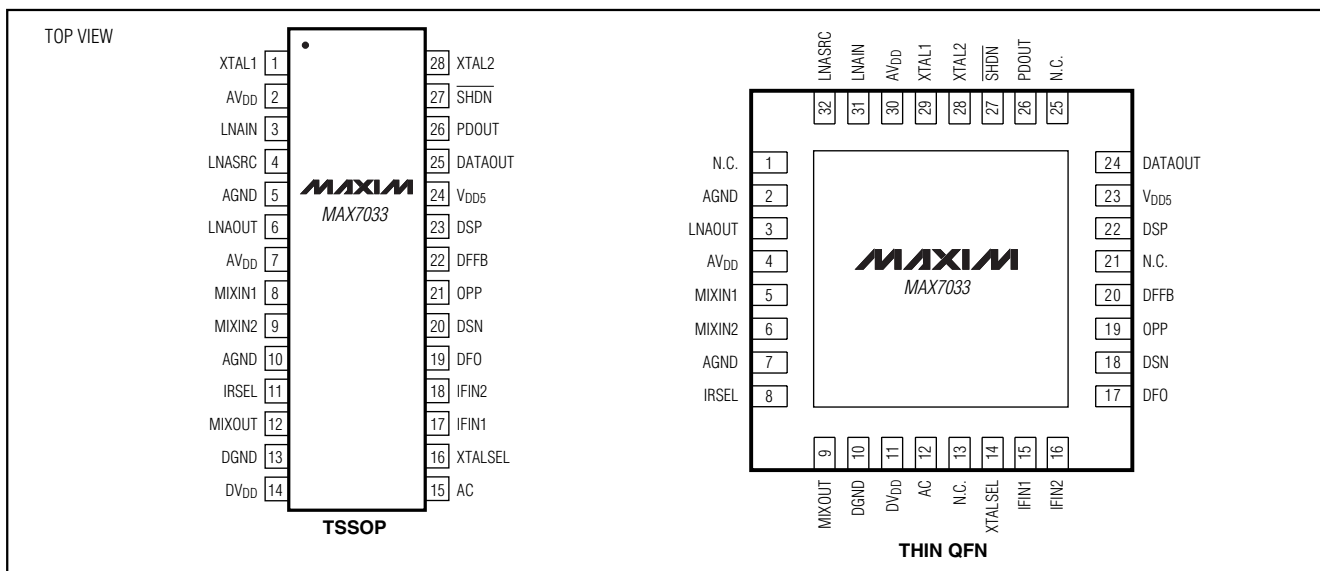 TOP VIEW
XTAL1 1
AVDD 2
LNAIN 3
LNASRC 4
AGND 5
LNAOUT 6
AVDD 7
MIXIN1 8
MIXIN2 9
AGND 10
IRSEL 11
MIXOUT 12
DGND 13
DVDD 14
MAXIM
MAX7033
28 XTAL2
27 SHDN
26 PDOUT
25 DATAOUT
24 VDD5
23 DSP
22 DFFB
21 OPP
20 DSN
19 DFO
18 IFIN2
17 IFIN1
16 XTALSEL
15 AC
TSSOP
LNASRC LNAIN AVDD XTAL1 XTAL2 SHDN PDOUT N.C.
32 31 30 29 28 27 26 25
N.C. 1
AGND 2
LNAOUT 3
AVDD 4
MIXIN1 5
MIXIN2 6
AGND 7
IRSEL 8
MAXIM
MAX7033
24 DATAOUT
23 VDD5
22 DSP
21 N.C.
20 DFFB
19 OPP
18 DSN
17 DFO
9 10 11 12 13 14 15 16
MIXOUT DGND DVDD AC N.C. XTALSEL IFIN1 IFIN2
THIN QFN